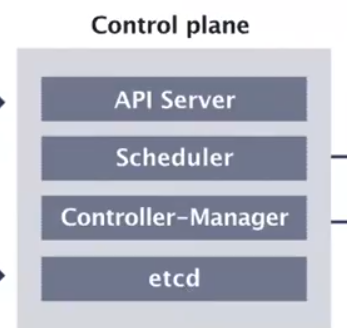 Control plane
API Server
Scheduler
Controller-Manager
etcd